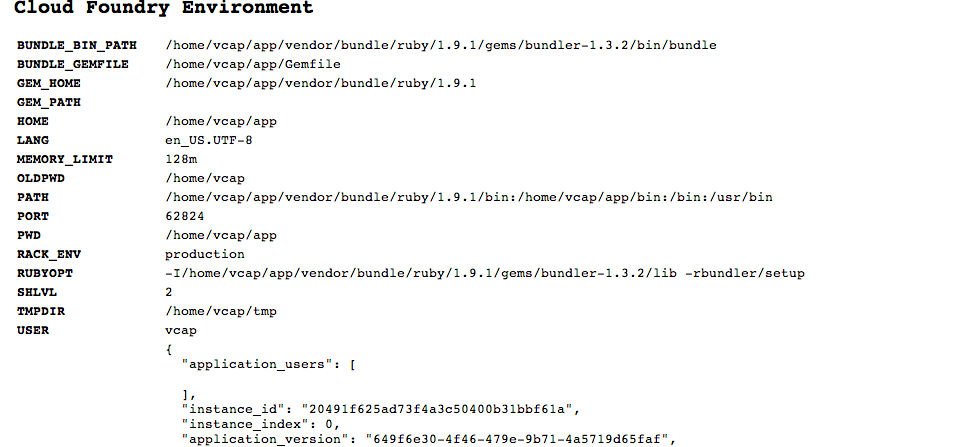 Cloud Foundry Environment
BUNDLE_BIN_PATH /home/vcap/app/vendor/bundle/ruby/1.9.1/gems/bundler-1.3.2/bin/bundle
BUNDLE_GEMFILE /home/vcap/app/Gemfile
GEM_HOME /home/vcap/app/vendor/bundle/ruby/1.9.1
GEM_PATH
HOME /home/vcap/app
LANG en_US.UTF-8
MEMORY_LIMIT 128m
OLDPWD /home/vcap
PATH /home/vcap/app/vendor/bundle/ruby/1.9.1/bin:/home/vcap/app/bin:/bin:/usr/bin
PORT 62824
PWD /home/vcap/app
RACK_ENV production
RUBYOPT -I/home/vcap/app/vendor/bundle/ruby/1.9.1/gems/bundler-1.3.2/lib -rbundler/setup
SHLVL 2
TMPDIR /home/vcap/tmp
USER vcap
{
"application_users": [
],
"instance_id": "20491f625ad73f4a3c50400b31bbf61a",
"instance_index": 0,
"application_version": "649f6e30-4f46-479e-9b71-4a5719d65faf",